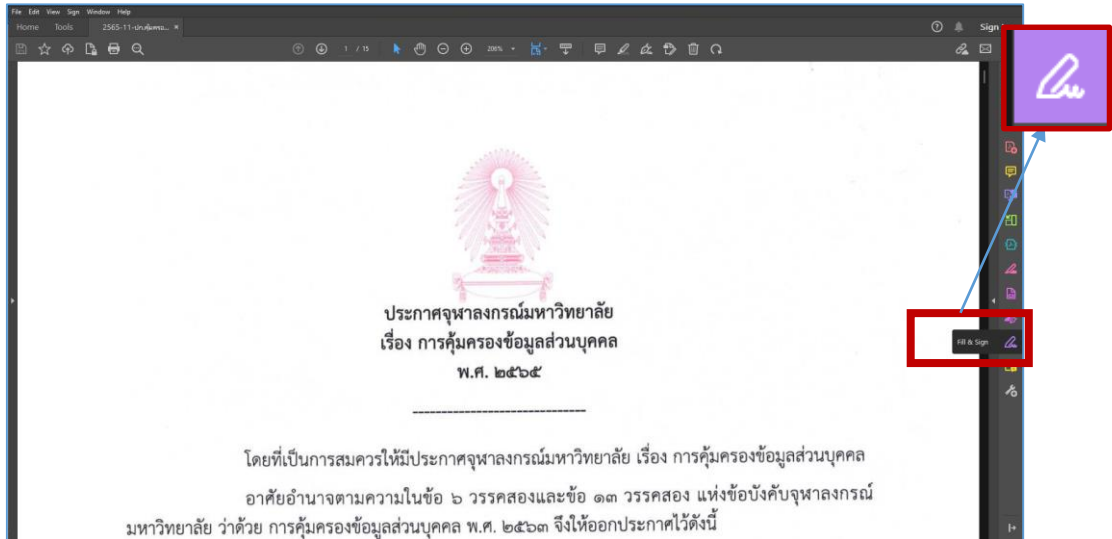 File Edit View Sign Window Help
Home Tools 2565-11-ปก.คุ้มครอ... ×
Sign
1 / 15 206%
ประกาศจุฬาลงกรณ์มหาวิทยาลัย
เรื่อง การคุ้มครองข้อมูลส่วนบุคคล
พ.ศ. ๒๕๖๕
Fill & Sign
------------------------------
โดยที่เป็นการสมควรให้มีประกาศจุฬาลงกรณ์มหาวิทยาลัย เรื่อง การคุ้มครองข้อมูลส่วนบุคคล
อาศัยอำนาจตามความในข้อ ๖ วรรคสองและข้อ ๑๓ วรรคสอง แห่งข้อบังคับจุฬาลงกรณ์
มหาวิทยาลัย ว่าด้วย การคุ้มครองข้อมูลส่วนบุคคล พ.ศ. ๒๕๖๓ จึงให้ออกประกาศไว้ดังนี้